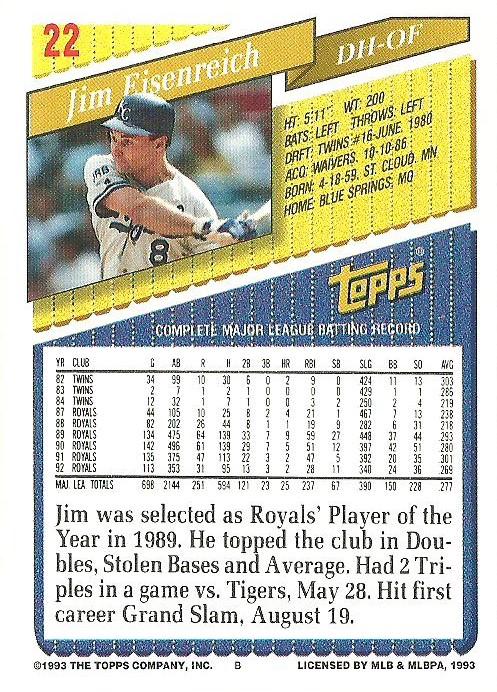 22
Jim Eisenreich
DH-OF
HT: 5'11" WT: 200
BATS: LEFT THROWS: LEFT
DRFT: TWINS #16-JUNE, 1980
ACQ: WAIVERS, 10-10-86
BORN: 4-18-59, ST. CLOUD, MN
HOME: BLUE SPRINGS, MO
KC
ARB
8
Topps®
COMPLETE MAJOR LEAGUE BATTING RECORD
YR CLUB G AB R H 2B 3B HR RBI SB SLG BB SO AVG
82 TWINS 34 99 10 30 6 0 2 9 0 424 11 13 303
83 TWINS 2 7 1 2 1 0 0 0 0 429 1 1 286
84 TWINS 12 32 1 7 1 0 0 3 2 250 2 4 219
87 ROYALS 44 105 10 25 8 2 4 21 1 467 7 13 238
88 ROYALS 82 202 26 44 8 1 1 19 9 282 6 31 218
89 ROYALS 134 475 64 139 33 7 9 59 27 448 37 44 293
90 ROYALS 142 496 61 139 29 7 5 51 12 397 42 51 280
91 ROYALS 135 375 47 113 22 3 2 47 5 392 20 35 301
92 ROYALS 113 353 31 95 13 3 2 28 11 340 24 36 269
MAJ. LEA. TOTALS 698 2144 251 594 121 23 25 237 67 390 150 228 277
Jim was selected as Royals' Player of the
Year in 1989. He topped the club in Dou-
bles, Stolen Bases and Average. Had 2 Tri-
ples in a game vs. Tigers, May 28. Hit first
career Grand Slam, August 19.
©1993 THE TOPPS COMPANY, INC. B LICENSED BY MLB & MLBPA, 1993